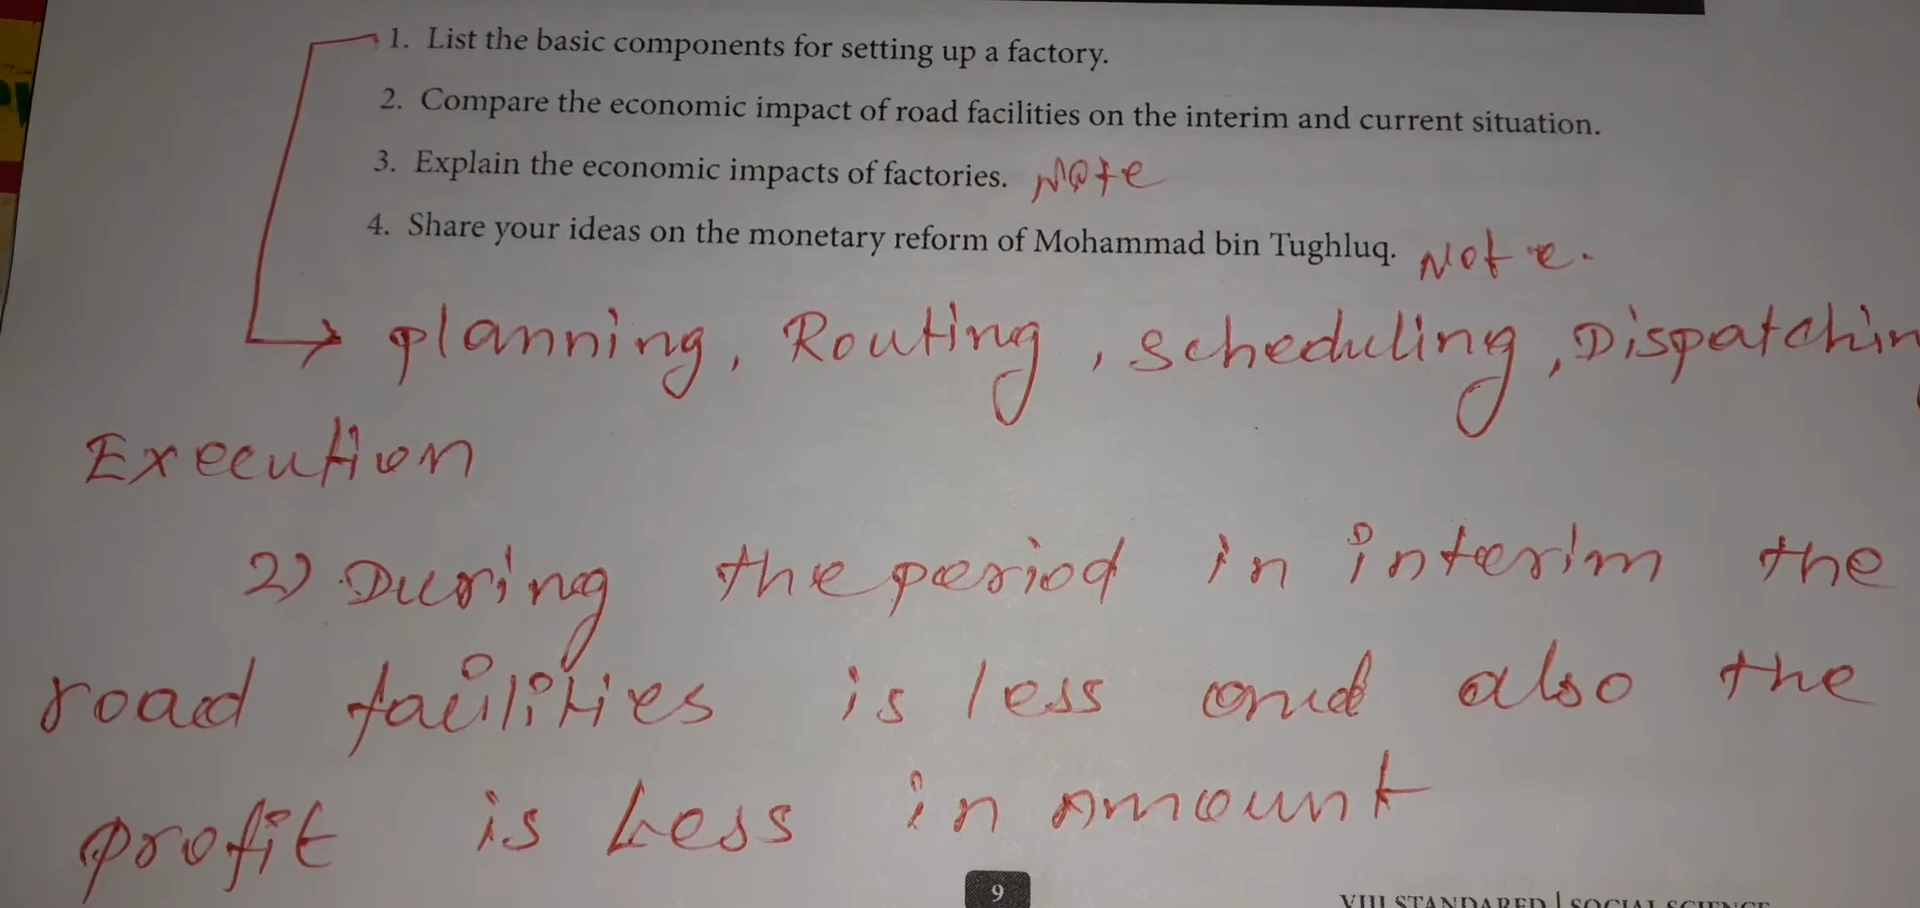 1. List the basic components for setting up a factory.
2. Compare the economic impact of road facilities on the interim and current situation.
3. Explain the economic impacts of factories. Note
4. Share your ideas on the monetary reform of Mohammad bin Tughluq. Note.
planning, Routing, scheduling, Dispatchin
Execution
2) During the period in interim the
road facilities is less and also the
profit is Less in Amount
9
VIII STANDARED | SOCIAL SCIENCE